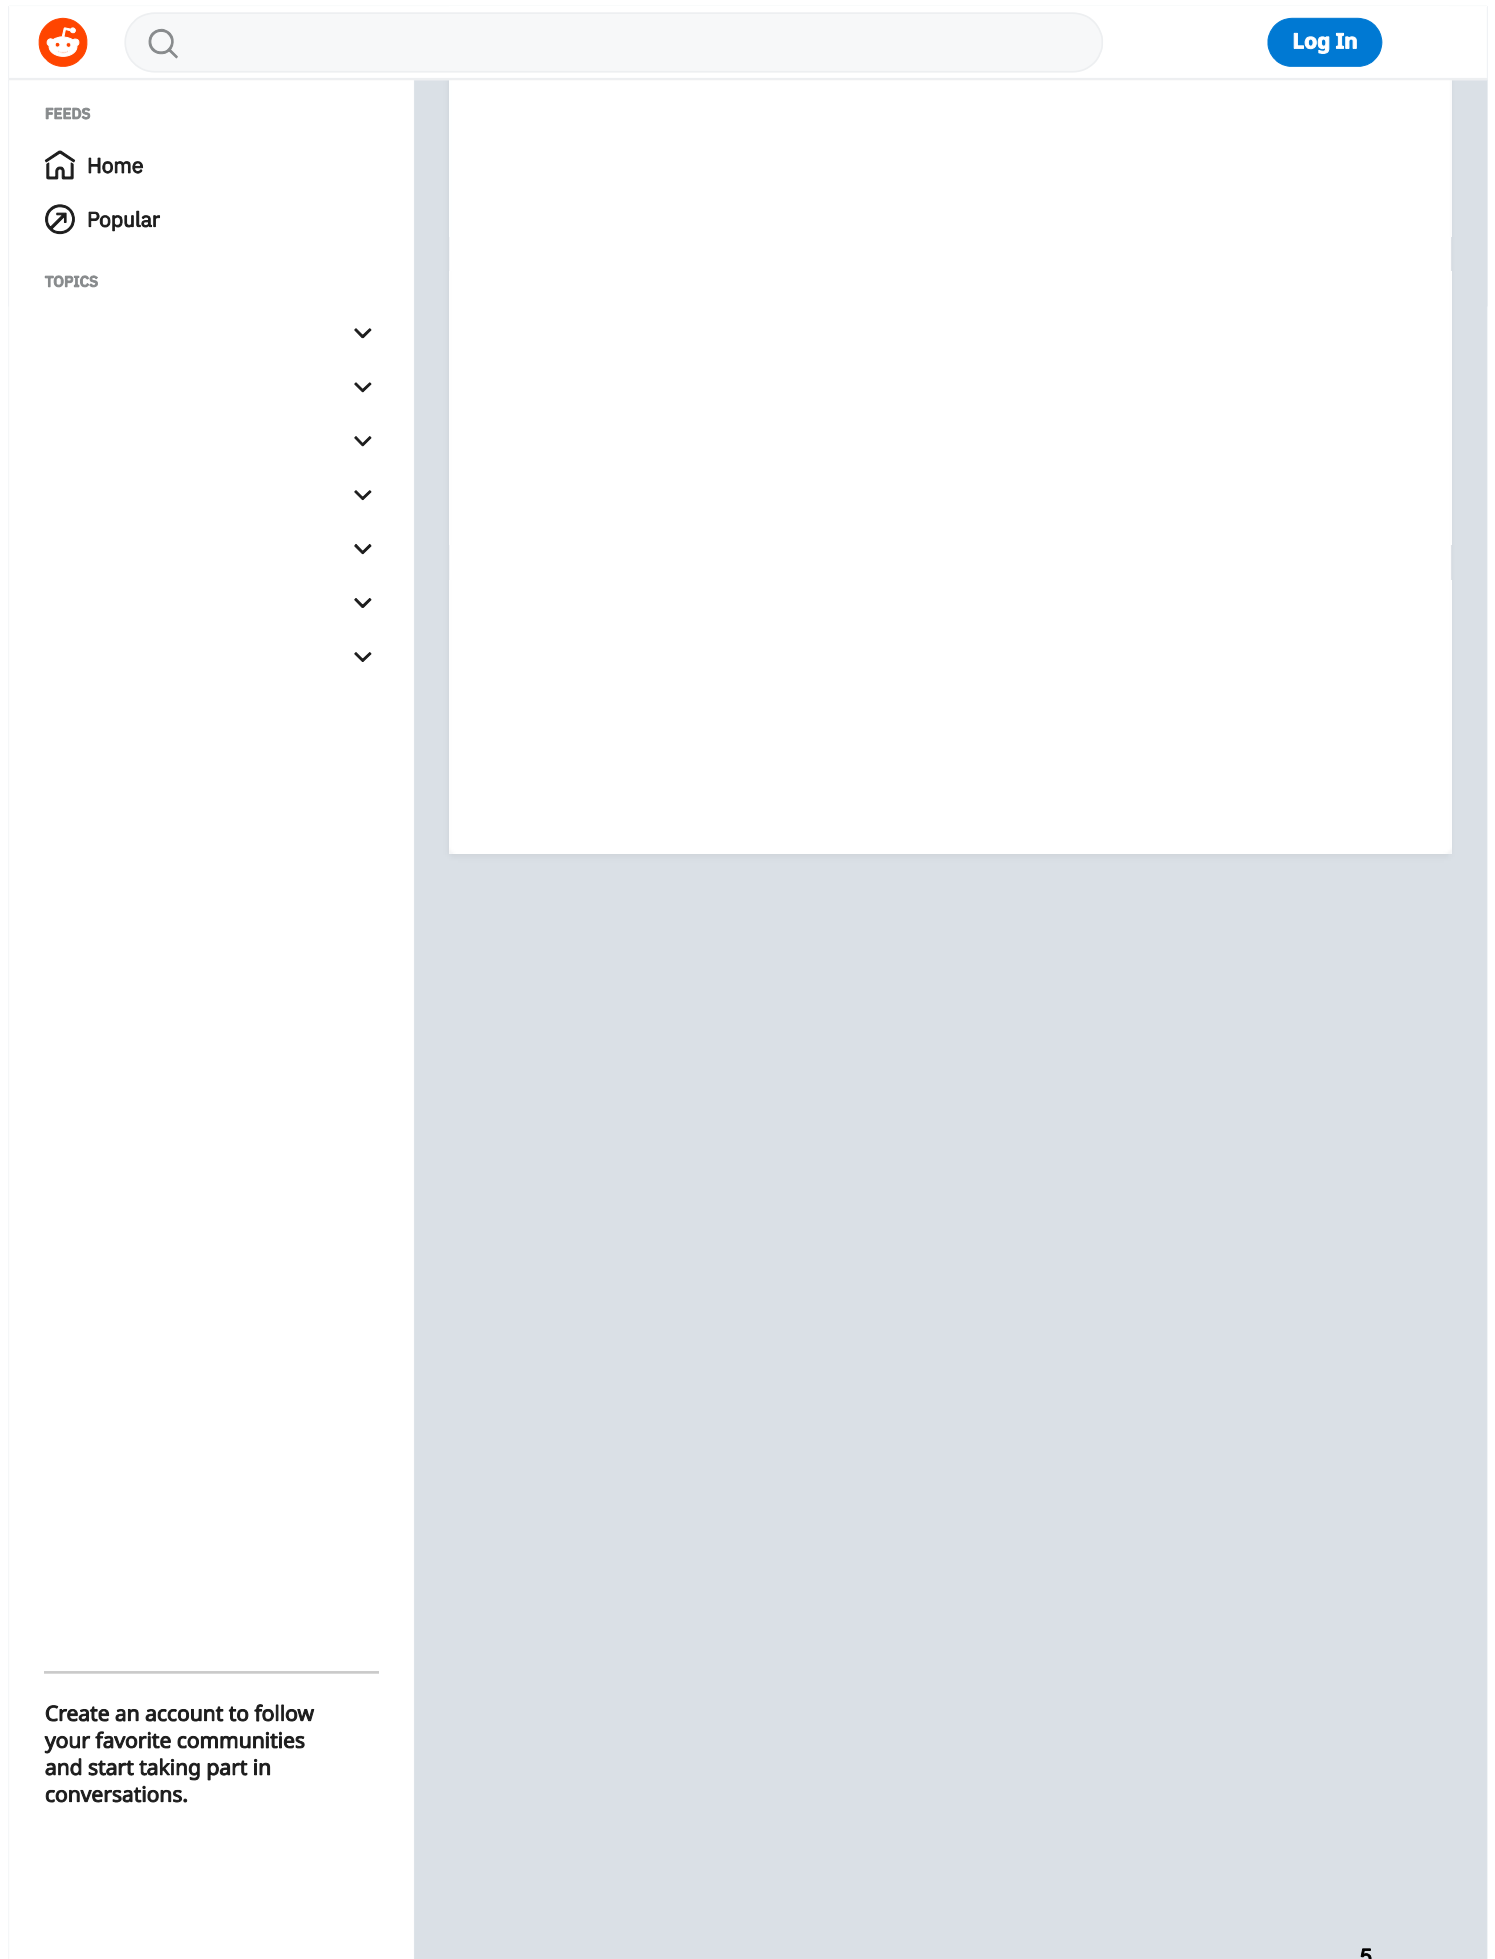 Log In
FEEDS
Home
Popular
TOPICS
Create an account to follow
your favorite communities
and start taking part in
conversations.
5